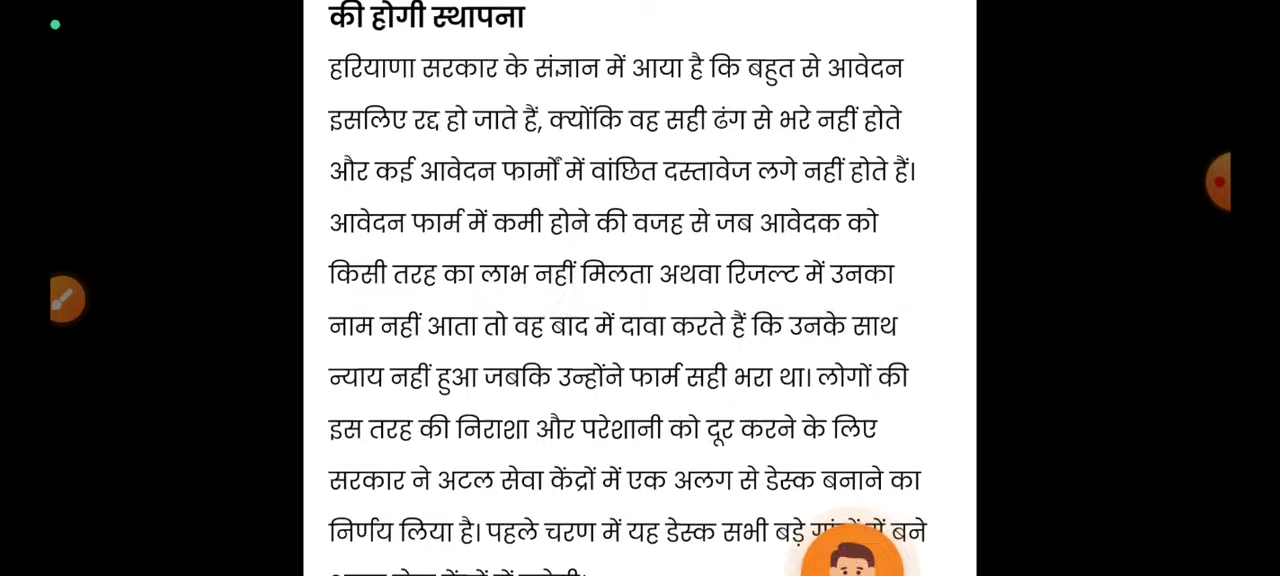 की होगी स्थापना
हरियाणा सरकार के संज्ञान में आया है कि बहुत से आवेदन
इसलिए रद्द हो जाते हैं, क्योंकि वह सही ढंग से भरे नहीं होते
और कई आवेदन फार्मों में वांछित दस्तावेज लगे नहीं होते हैं।
आवेदन फार्म में कमी होने की वजह से जब आवेदक को
किसी तरह का लाभ नहीं मिलता अथवा रिजल्ट में उनका
नाम नहीं आता तो वह बाद में दावा करते हैं कि उनके साथ
न्याय नहीं हुआ जबकि उन्होंने फार्म सही भरा था। लोगों की
इस तरह की निराशा और परेशानी को दूर करने के लिए
सरकार ने अटल सेवा केंद्रों में एक अलग से डेस्क बनाने का
निर्णय लिया है। पहले चरण में यह डेस्क सभी बड़े बने